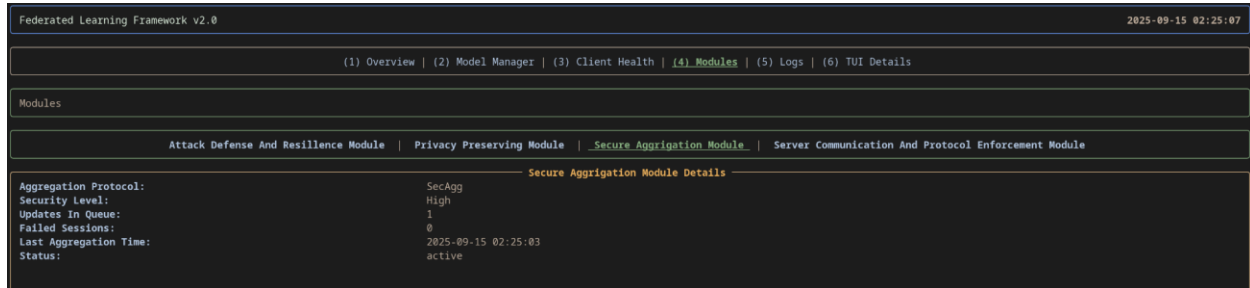 Federated Learning Framework v2.0 2025-09-15 02:25:07
(1) Overview | (2) Model Manager | (3) Client Health | (4) Modules | (5) Logs | (6) TUI Details
Modules
Attack Defense And Resillence Module | Privacy Preserving Module | Secure Aggrigation Module | Server Communication And Protocol Enforcement Module
Secure Aggrigation Module Details
Aggregation Protocol: SecAgg
Security Level: High
Updates In Queue: 1
Failed Sessions: 0
Last Aggregation Time: 2025-09-15 02:25:03
Status: active